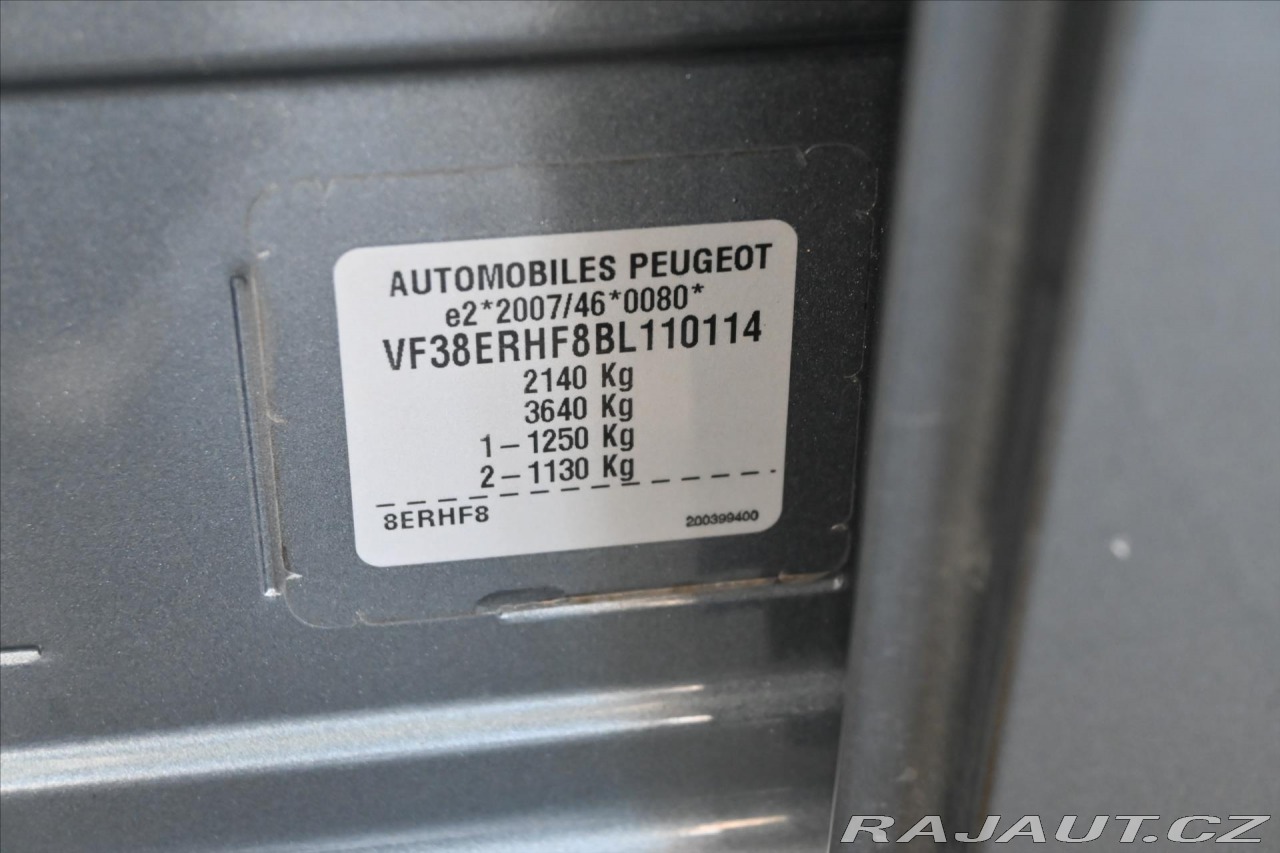 AUTOMOBILES PEUGEOT
e2*2007/46*0080*
VF38ERHF8BL110114
2140 Kg
3640 Kg
1-1250 Kg
2-1130 Kg
8ERHF8 200399400
RAJAUT.CZ